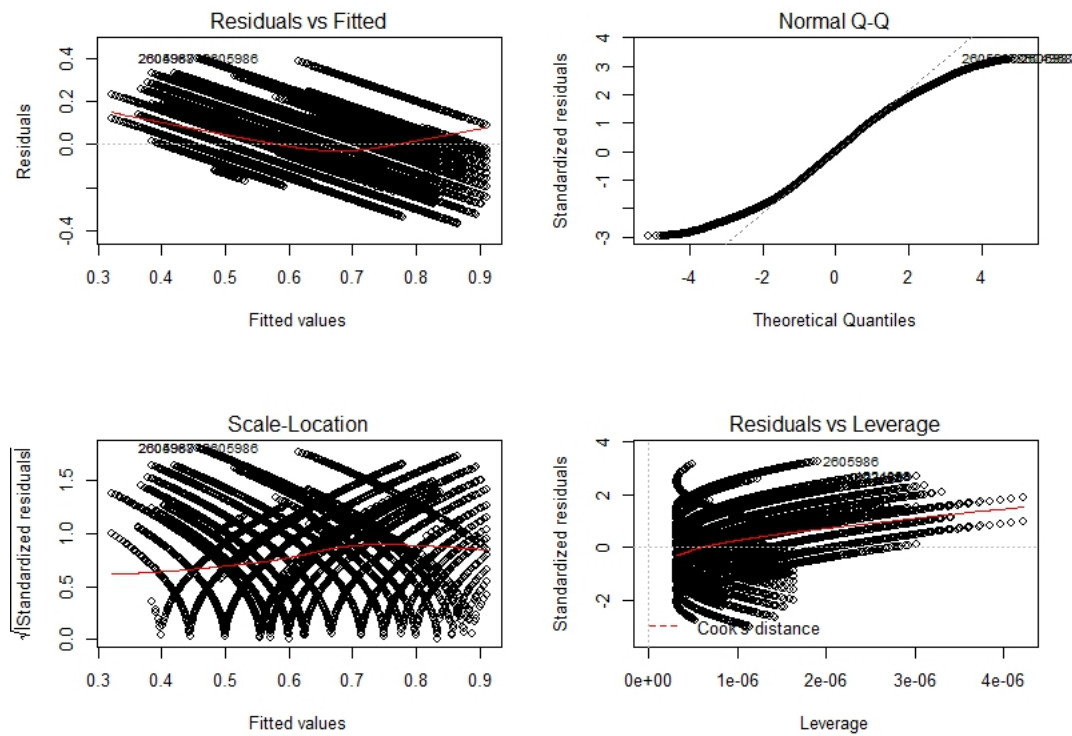 Residuals vs Fitted
2605986
Residuals
0.4
0.2
0.0
-0.4
0.3 0.4 0.5 0.6 0.7 0.8 0.9
Fitted values
Normal Q-Q
Standardized residuals
4
3
2
0
-1
-3
-4 -2 0 2 4
Theoretical Quantiles
Scale-Location
2605986
√|Standardized residuals|
1.5
1.0
0.5
0.0
0.3 0.4 0.5 0.6 0.7 0.8 0.9
Fitted values
Residuals vs Leverage
2605986
Standardized residuals
4
2
0
-2
Cook's distance
0e+00 1e-06 2e-06 3e-06 4e-06
Leverage